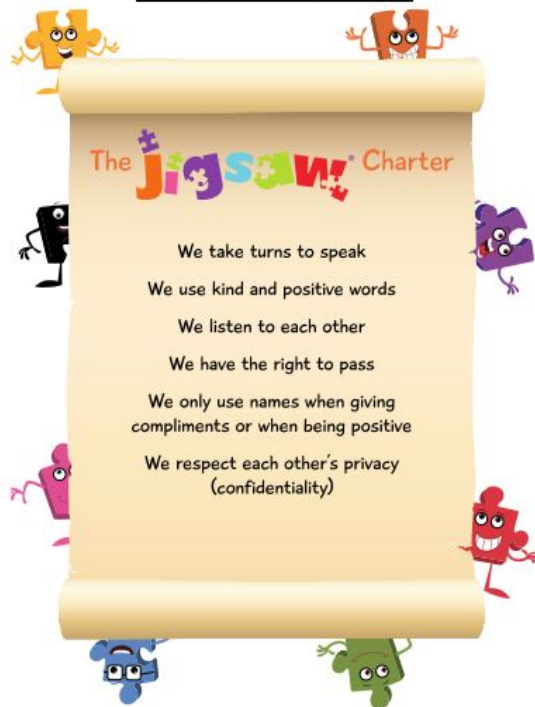 The jigsaw® Charter
We take turns to speak
We use kind and positive words
We listen to each other
We have the right to pass
We only use names when giving
compliments or when being positive
We respect each other's privacy
(confidentiality)